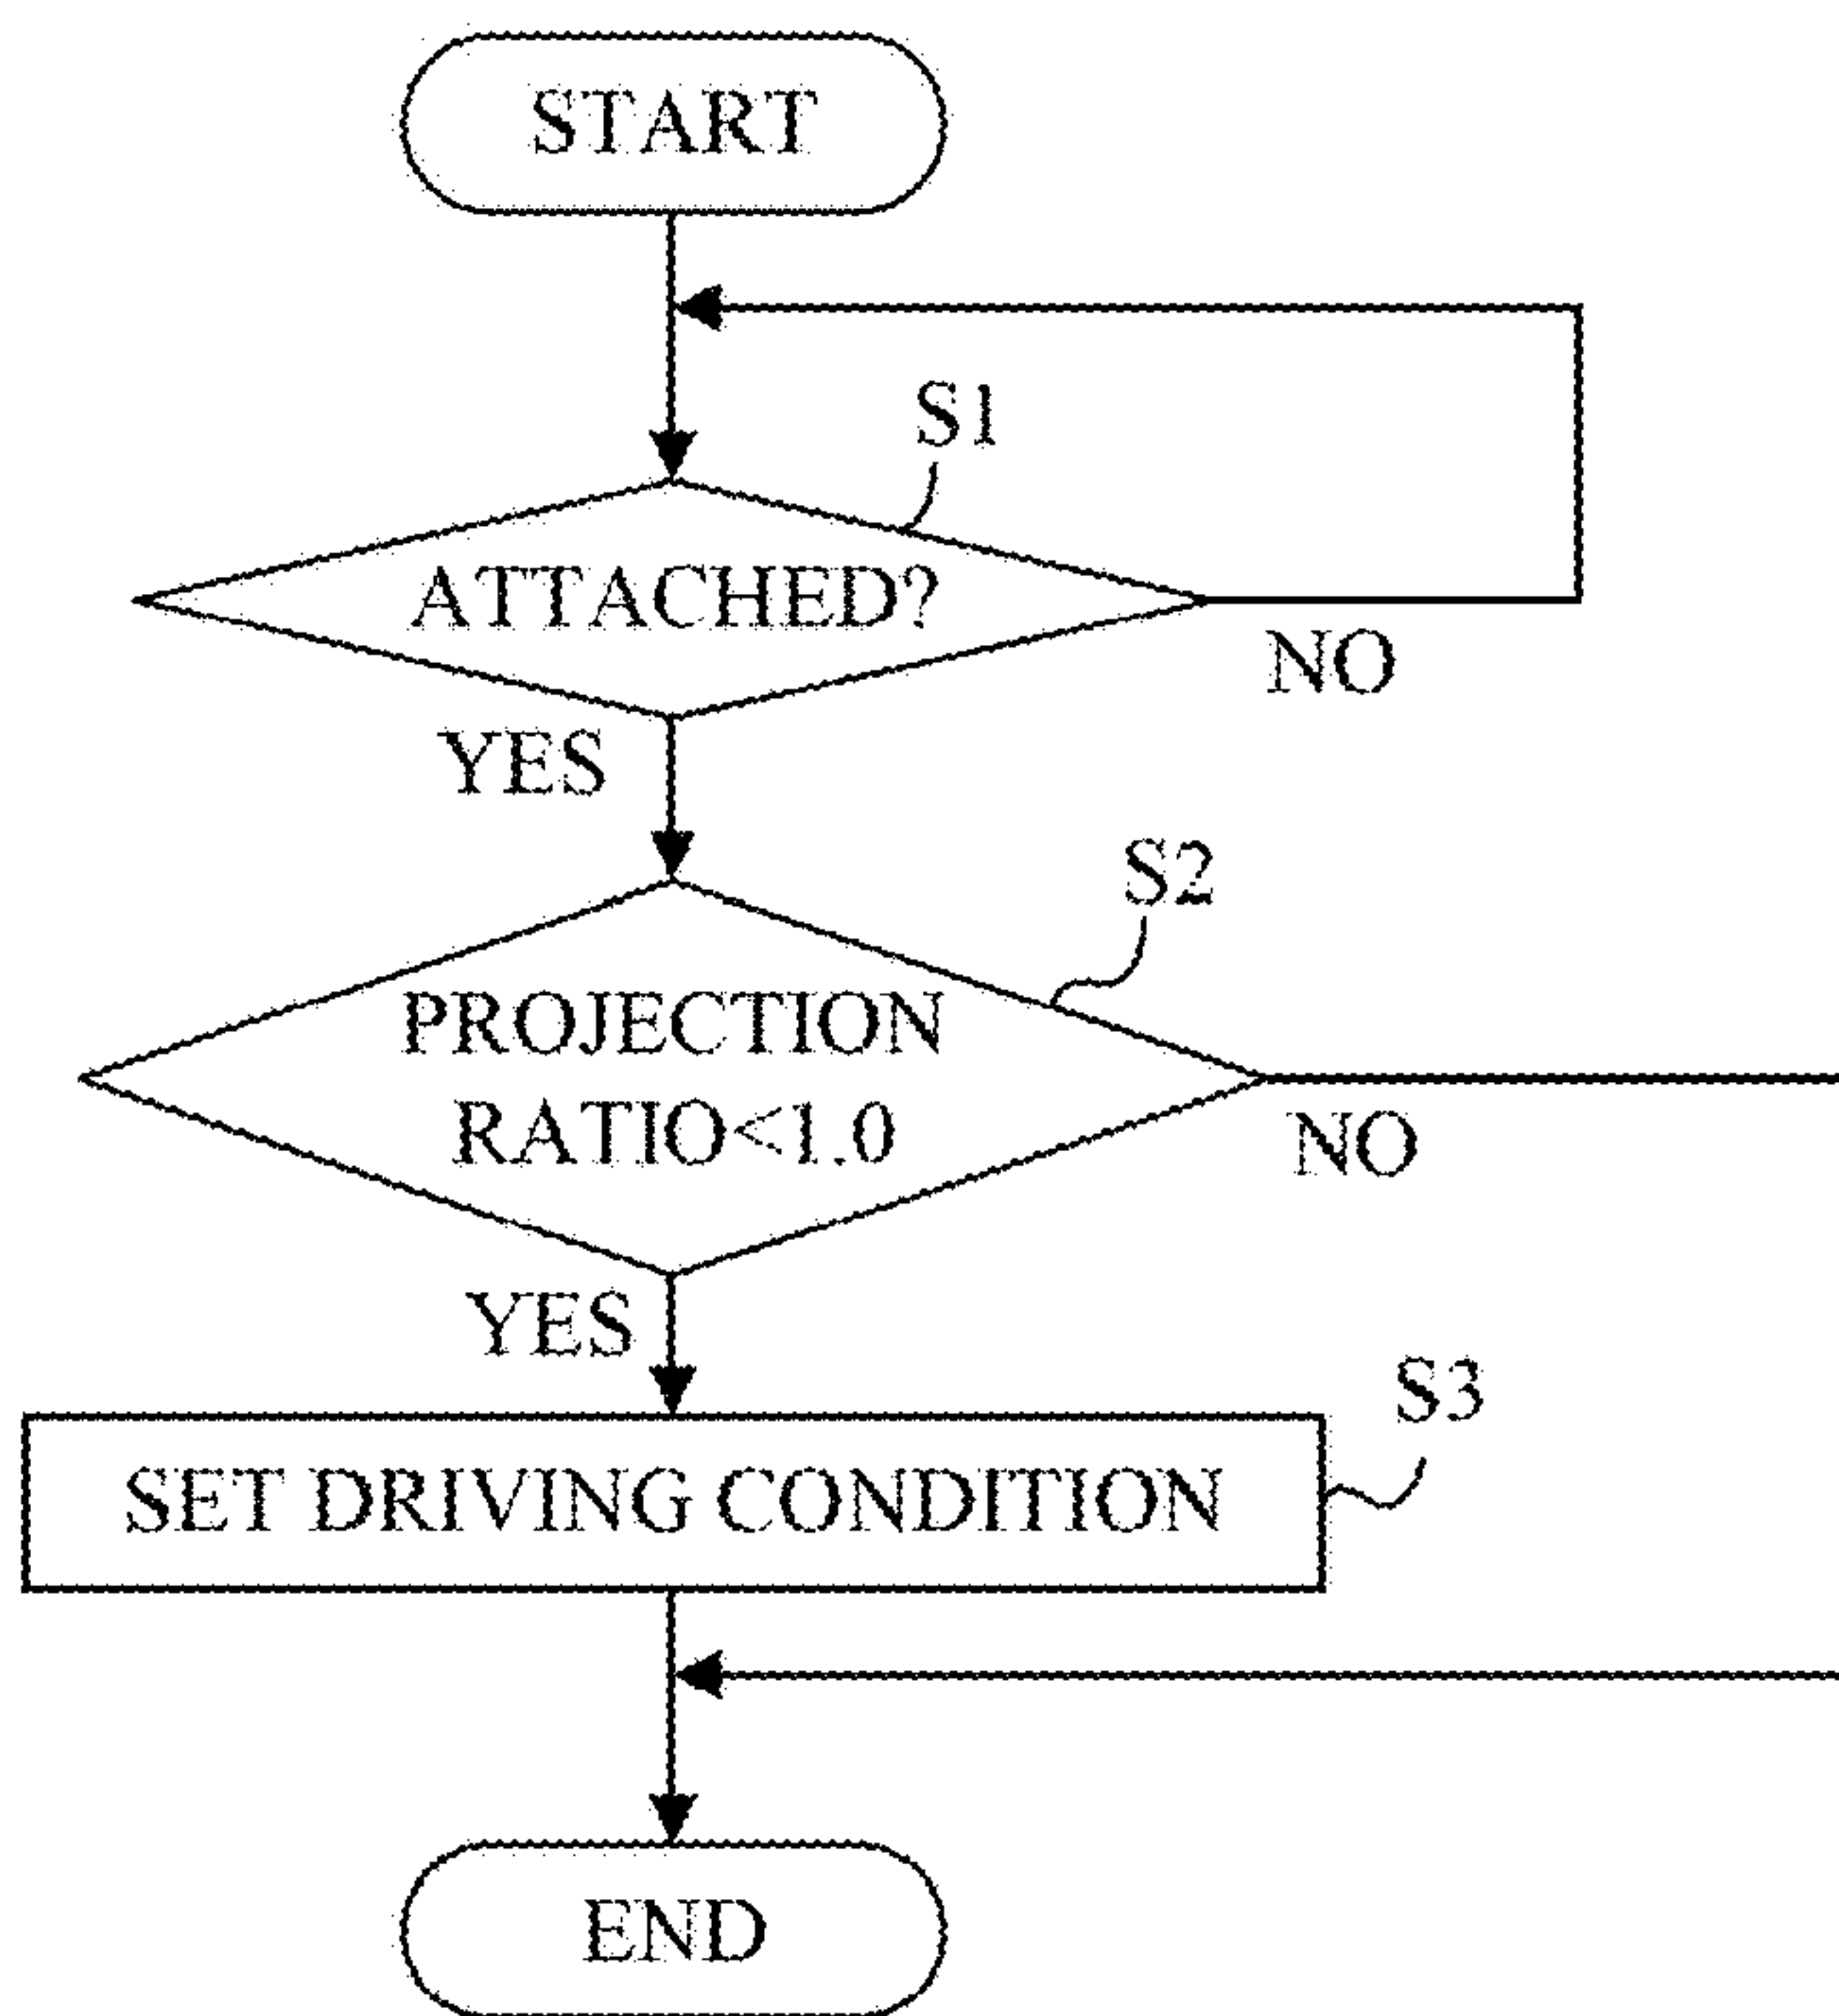 START
S1
ATTACHED?
NO
YES
S2
PROJECTION
RATIO<1.0
NO
YES
S3
SET DRIVING CONDITION
END